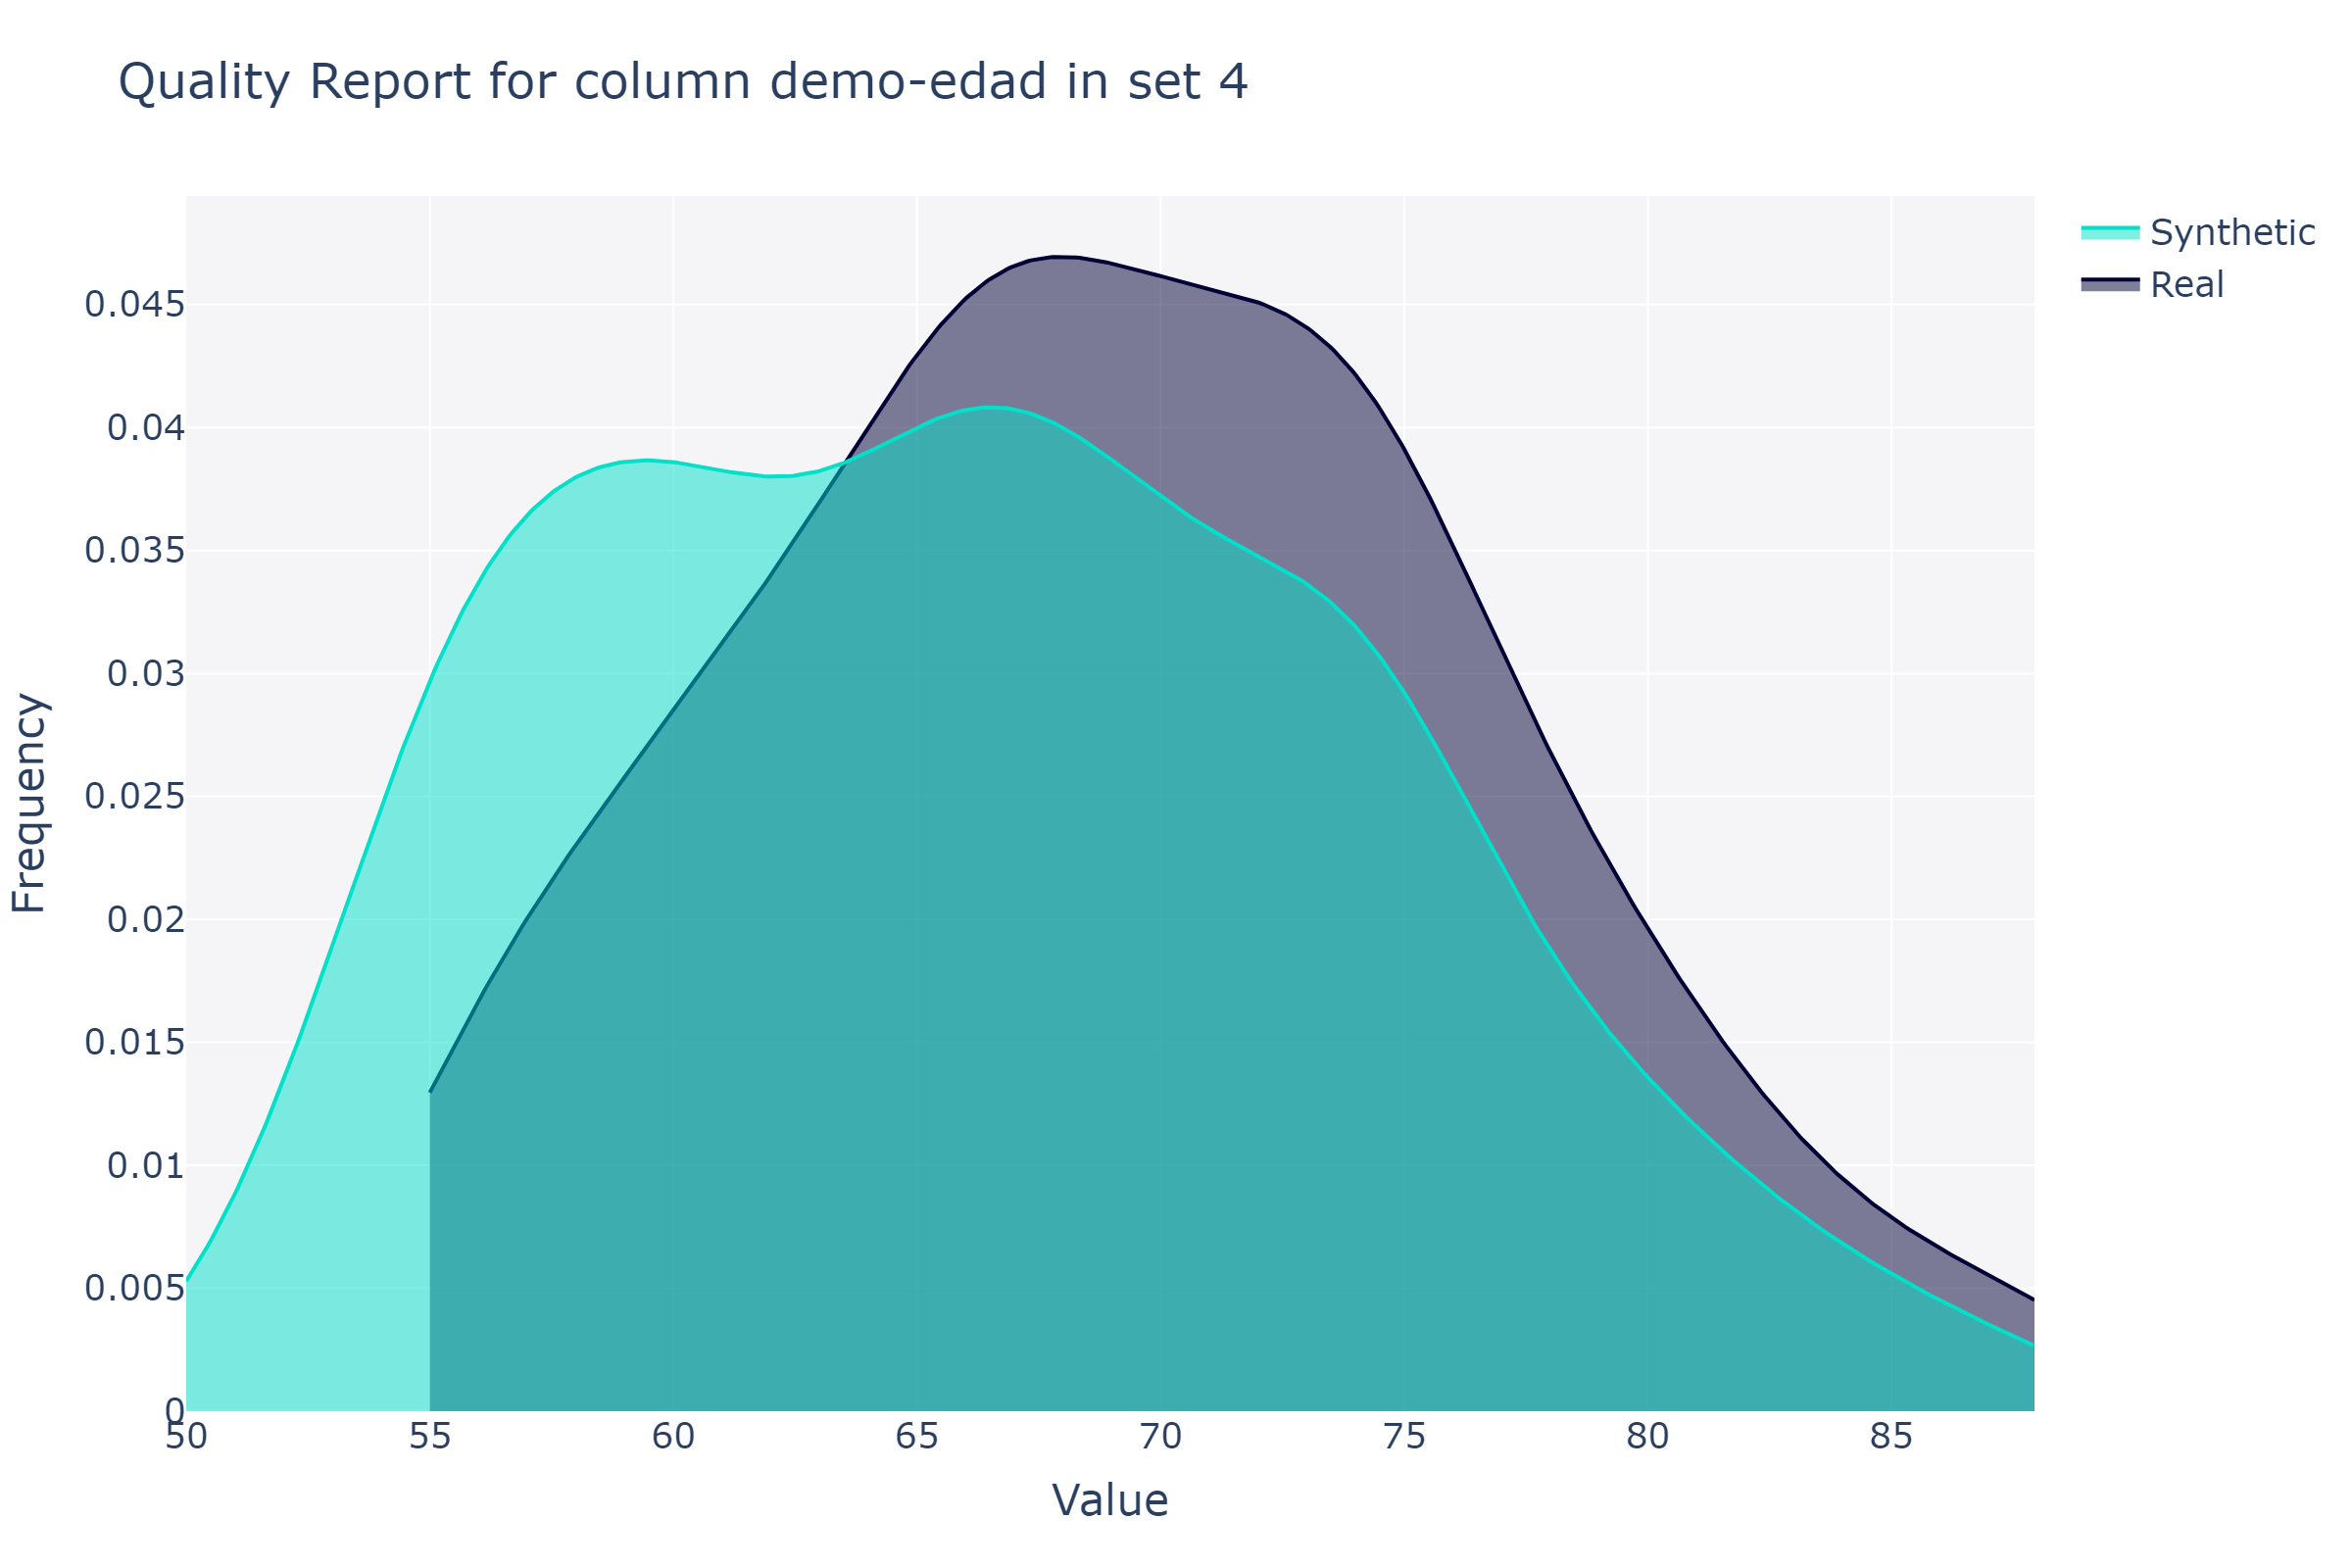 Quality Report for column demo-edad in set 4
Synthetic
Real
0.045
0.04
0.035
0.03
0.025
0.02
0.015
0.01
0.005
0
Frequency
50 55 60 65 70 75 80 85
Value